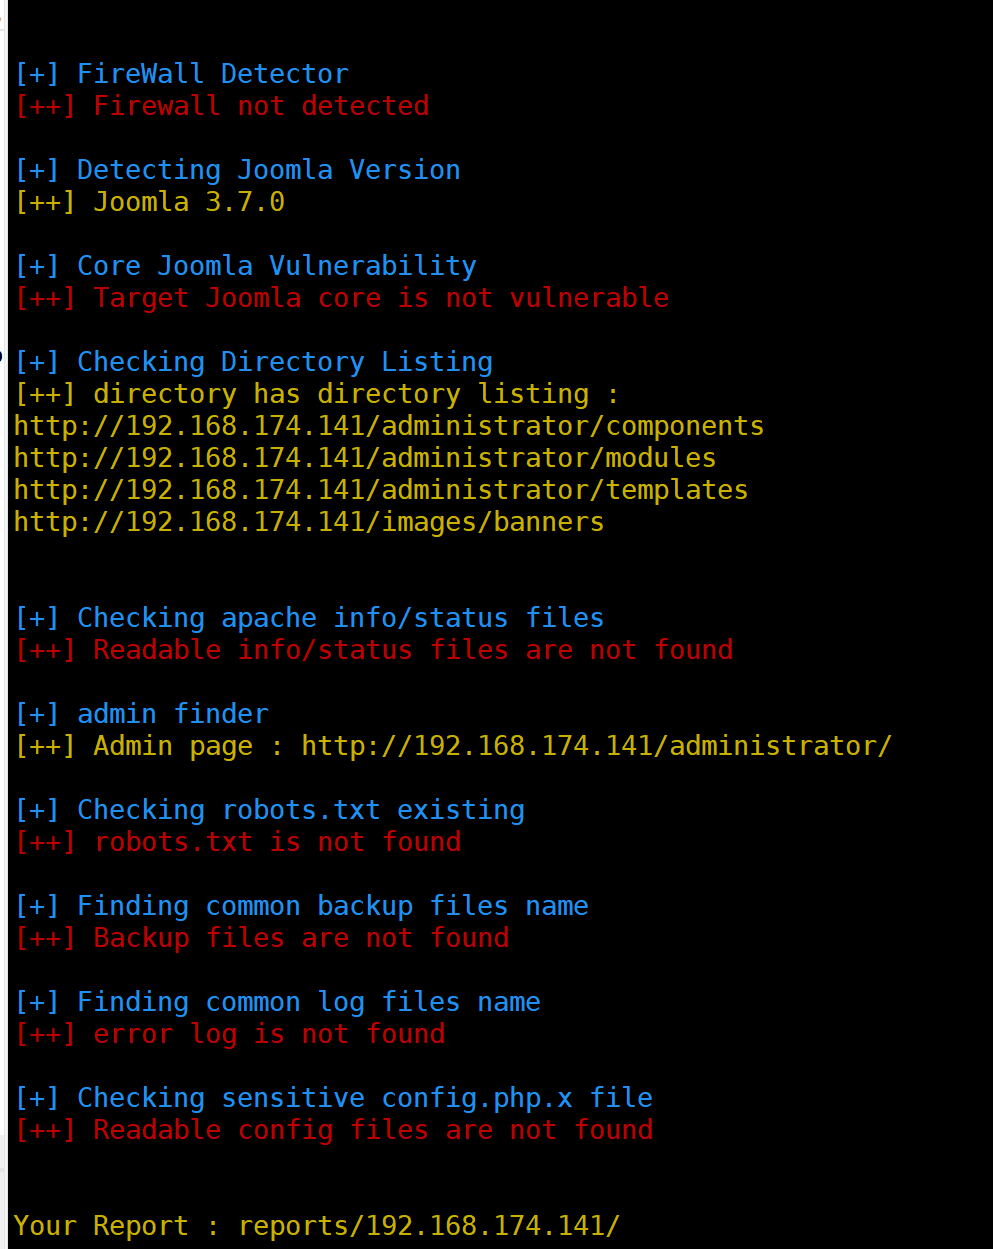 [+] FireWall Detector
[++] Firewall not detected
[+] Detecting Joomla Version
[++] Joomla 3.7.0
[+] Core Joomla Vulnerability
[++] Target Joomla core is not vulnerable
[+] Checking Directory Listing
[++] directory has directory listing :
http://192.168.174.141/administrator/components
http://192.168.174.141/administrator/modules
http://192.168.174.141/administrator/templates
http://192.168.174.141/images/banners
[+] Checking apache info/status files
[++] Readable info/status files are not found
[+] admin finder
[++] Admin page : http://192.168.174.141/administrator/
[+] Checking robots.txt existing
[++] robots.txt is not found
[+] Finding common backup files name
[++] Backup files are not found
[+] Finding common log files name
[++] error log is not found
[+] Checking sensitive config.php.x file
[++] Readable config files are not found
Your Report : reports/192.168.174.141/